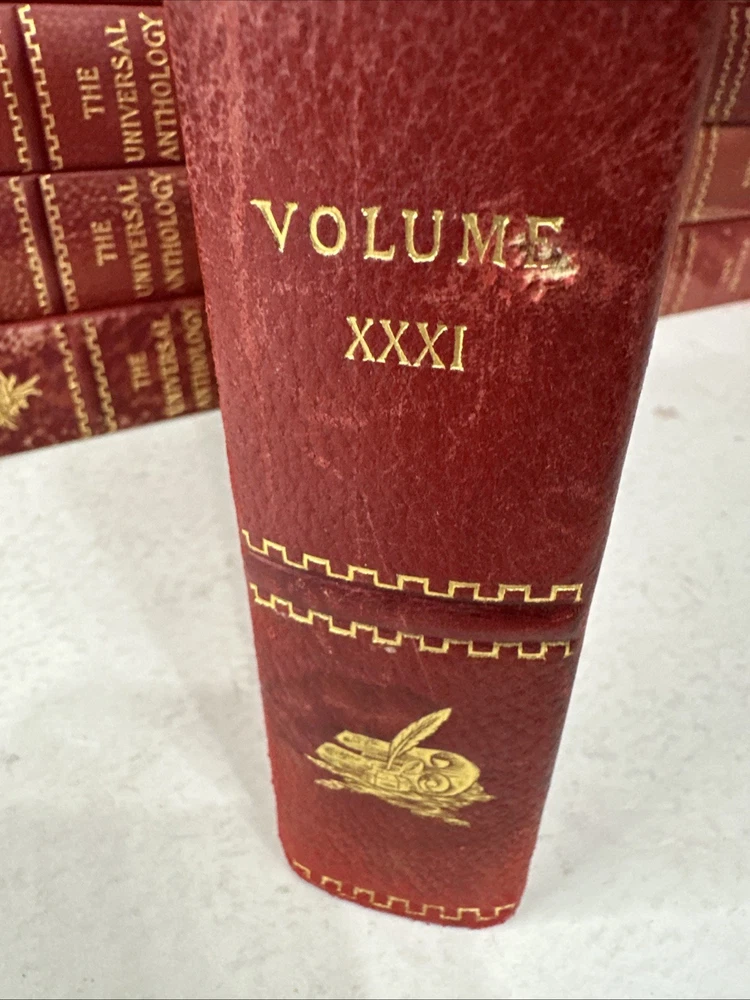 THE
UNIVERSAL
ANTHOLOGY
THE
UNIVERSAL
ANTHOLOGY
THE
UNIVERSAL
ANTHOLOGY
VOLUME
XXXI